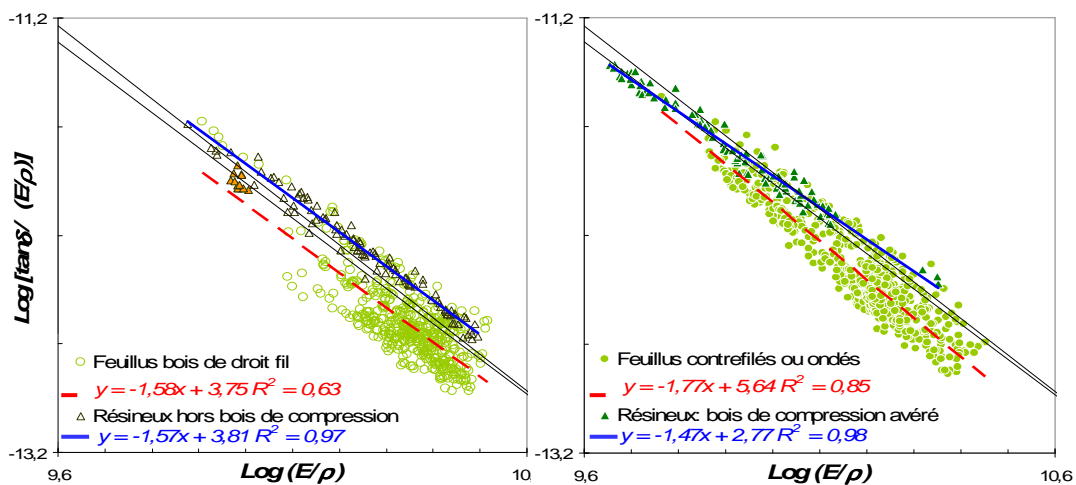 -11,2
Log [tanδ/ (E/ρ)]
Feuillus bois de droit fil
y = -1,58x + 3,75 R² = 0,63
Résineux hors bois de compression
y = -1,57x + 3,81 R² = 0,97
-13,2
9,6
Log (E/ρ)
10,
-11,2
Feuillus contrefilés ou ondés
y = -1,77x + 5,64 R² = 0,85
Résineux: bois de compression avéré
y = -1,47x + 2,77 R² = 0,98
-13,2
9,6
Log (E/ρ)
10,6